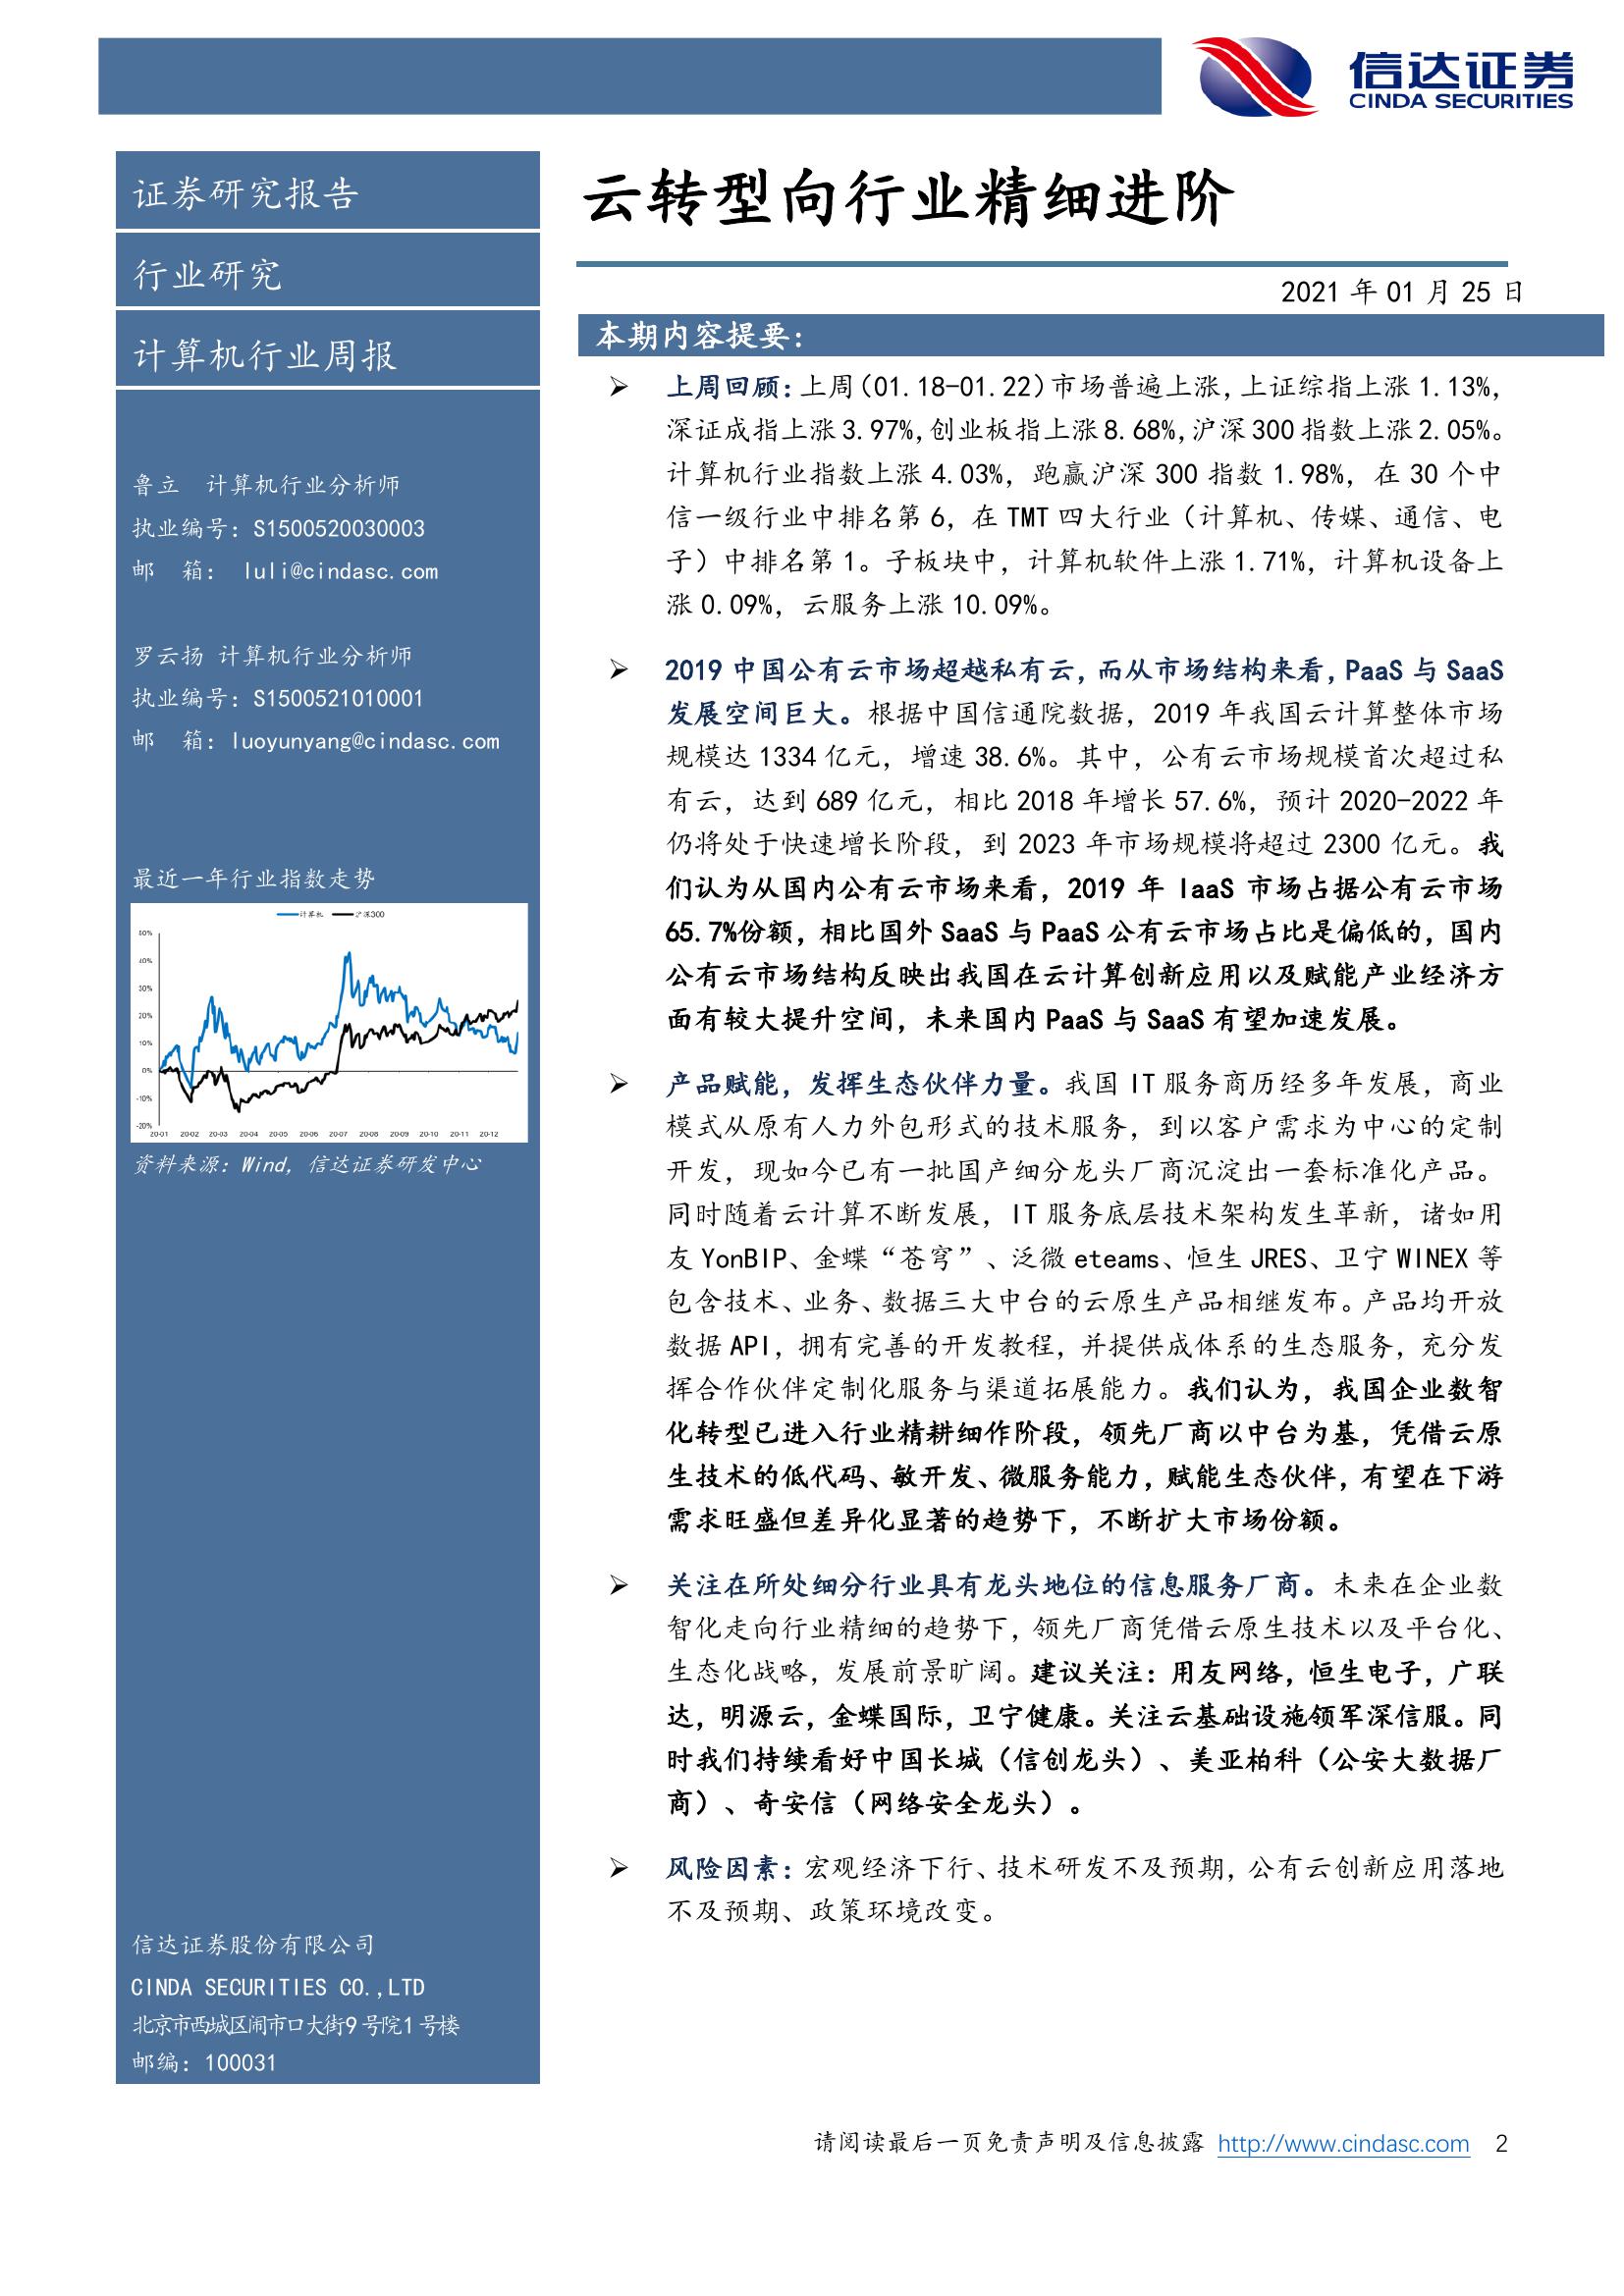 信达证券
CINDA SECURITIES
证券研究报告
行业研究
计算机行业周报
鲁立 计算机行业分析师
执业编号：S1500520030003
邮 箱： luli@cindasc.com
罗云扬 计算机行业分析师
执业编号：S1500521010001
邮 箱：luoyunyang@cindasc.com
最近一年行业指数走势
计算机 沪深300
50%
40%
30%
20%
10%
0%
-10%
-20%
20-01 20-02 20-03 20-04 20-05 20-06 20-07 20-08 20-09 20-10 20-11 20-12
资料来源：Wind，信达证券研发中心
信达证券股份有限公司
CINDA SECURITIES CO.,LTD
北京市西城区闹市口大街9号院1号楼
邮编：100031
云转型向行业精细进阶
2021 年 01 月 25 日
本期内容提要：
➢ 上周回顾：上周（01.18-01.22）市场普遍上涨，上证综指上涨 1.13%，
深证成指上涨 3.97%，创业板指上涨 8.68%，沪深 300 指数上涨 2.05%。
计算机行业指数上涨 4.03%，跑赢沪深 300 指数 1.98%，在 30 个中
信一级行业中排名第 6，在 TMT 四大行业（计算机、传媒、通信、电
子）中排名第 1。子板块中，计算机软件上涨 1.71%，计算机设备上
涨 0.09%，云服务上涨 10.09%。
➢ 2019 中国公有云市场超越私有云，而从市场结构来看，PaaS 与 SaaS
发展空间巨大。根据中国信通院数据，2019 年我国云计算整体市场
规模达 1334 亿元，增速 38.6%。其中，公有云市场规模首次超过私
有云，达到 689 亿元，相比 2018 年增长 57.6%，预计 2020-2022 年
仍将处于快速增长阶段，到 2023 年市场规模将超过 2300 亿元。我
们认为从国内公有云市场来看，2019 年 IaaS 市场占据公有云市场
65.7%份额，相比国外 SaaS 与 PaaS 公有云市场占比是偏低的，国内
公有云市场结构反映出我国在云计算创新应用以及赋能产业经济方
面有较大提升空间，未来国内 PaaS 与 SaaS 有望加速发展。
➢ 产品赋能，发挥生态伙伴力量。我国 IT 服务商历经多年发展，商业
模式从原有人力外包形式的技术服务，到以客户需求为中心的定制
开发，现如今已有一批国产细分龙头厂商沉淀出一套标准化产品。
同时随着云计算不断发展，IT 服务底层技术架构发生革新，诸如用
友 YonBIP、金蝶“苍穹”、泛微 eteams、恒生 JRES、卫宁 WINEX 等
包含技术、业务、数据三大中台的云原生产品相继发布。产品均开放
数据 API，拥有完善的开发教程，并提供成体系的生态服务，充分发
挥合作伙伴定制化服务与渠道拓展能力。我们认为，我国企业数智
化转型已进入行业精耕细作阶段，领先厂商以中台为基，凭借云原
生技术的低代码、敏开发、微服务能力，赋能生态伙伴，有望在下游
需求旺盛但差异化显著的趋势下，不断扩大市场份额。
➢ 关注在所处细分行业具有龙头地位的信息服务厂商。未来在企业数
智化走向行业精细的趋势下，领先厂商凭借云原生技术以及平台化、
生态化战略，发展前景旷阔。建议关注：用友网络，恒生电子，广联
达，明源云，金蝶国际，卫宁健康。关注云基础设施领军深信服。同
时我们持续看好中国长城（信创龙头）、美亚柏科（公安大数据厂
商）、奇安信（网络安全龙头）。
➢ 风险因素：宏观经济下行、技术研发不及预期，公有云创新应用落地
不及预期、政策环境改变。
请阅读最后一页免责声明及信息披露 http://www.cindasc.com 2